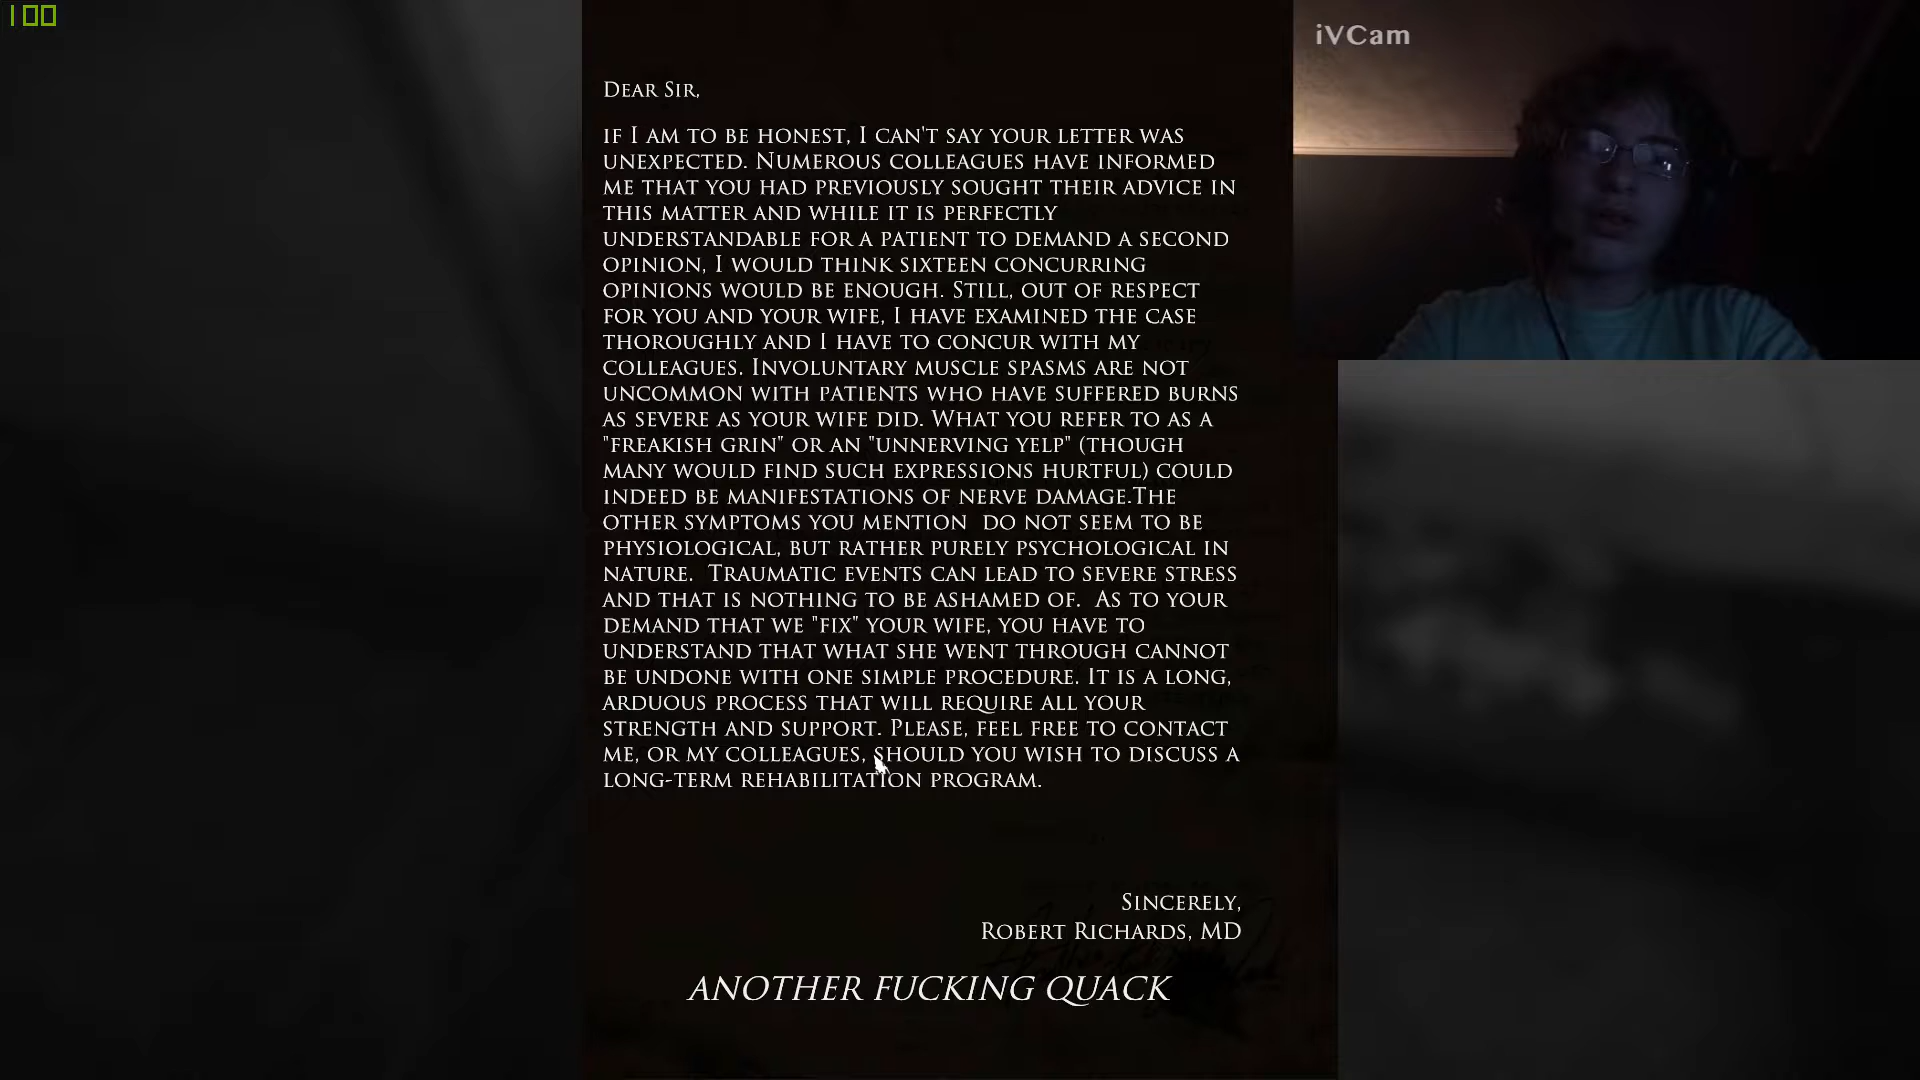 100
iVCam
Dear Sir,
if I am to be honest, I can't say your letter was
unexpected. Numerous colleagues have informed
me that you had previously sought their advice in
this matter and while it is perfectly
understandable for a patient to demand a second
opinion, I would think sixteen concurring
opinions would be enough. Still, out of respect
for you and your wife, I have examined the case
thoroughly and I have to concur with my
colleagues. Involuntary muscle spasms are not
uncommon with patients who have suffered burns
as severe as your wife did. What you refer to as a
"freakish grin" or an "unnerving yelp" (though
many would find such expressions hurtful) could
indeed be manifestations of nerve damage.The
other symptoms you mention  do not seem to be
physiological, but rather purely psychological in
nature.  Traumatic events can lead to severe stress
and that is nothing to be ashamed of.  As to your
demand that we "fix" your wife, you have to
understand that what she went through cannot
be undone with one simple procedure. It is a long,
arduous process that will require all your
strength and support. Please, feel free to contact
me, or my colleagues, should you wish to discuss a
long-term rehabilitation program.
Sincerely,
Robert Richards, MD
ANOTHER FUCKING QUACK